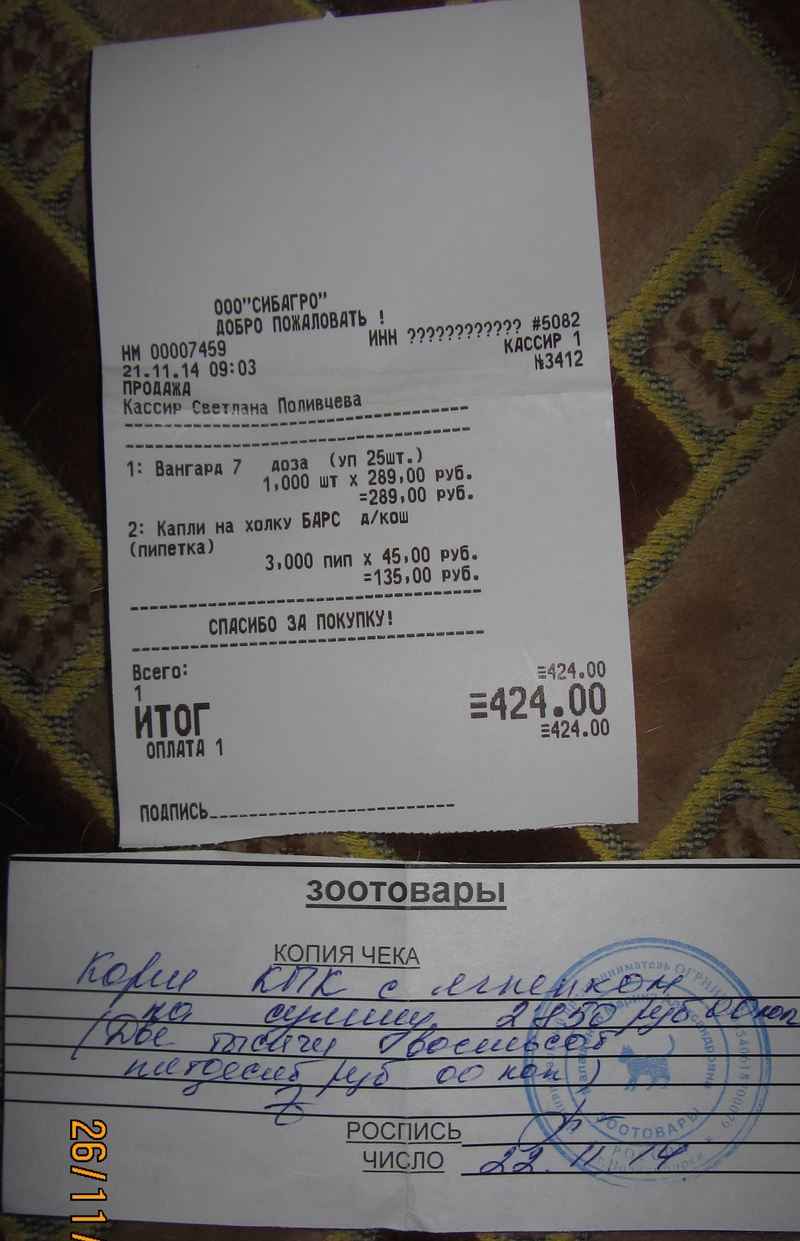 ООО"СИБАГРО"
ДОБРО ПОЖАЛОВАТЬ !
НМ 00007459 ИНН ???????????? #5082
21.11.14 09:03 КАССИР 1
ПРОДАЖА №3412
Кассир Светлана Поливцева
1: Вангард 7 доза (уп 25шт.)
1,000 шт X 289,00 руб.
=289,00 руб.
2: Капли на холку БАРС д/кош
(пипетка)
3,000 пип X 45,00 руб.
=135,00 руб.
СПАСИБО ЗА ПОКУПКУ!
Всего: ≡424.00
1
ИТОГ ≡424.00
ОПЛАТА 1 ≡424.00
ПОДПИСЬ
ЗООТОВАРЫ
КОПИЯ ЧЕКА
Корм КПК с ягненком
на сумму 2850 руб 00 коп
(Две тысячи восемьсот
пятдесят руб 00 коп)
РОСПИСЬ
ЧИСЛО 22.11.14
ЗООТОВАРЫ
26/11/